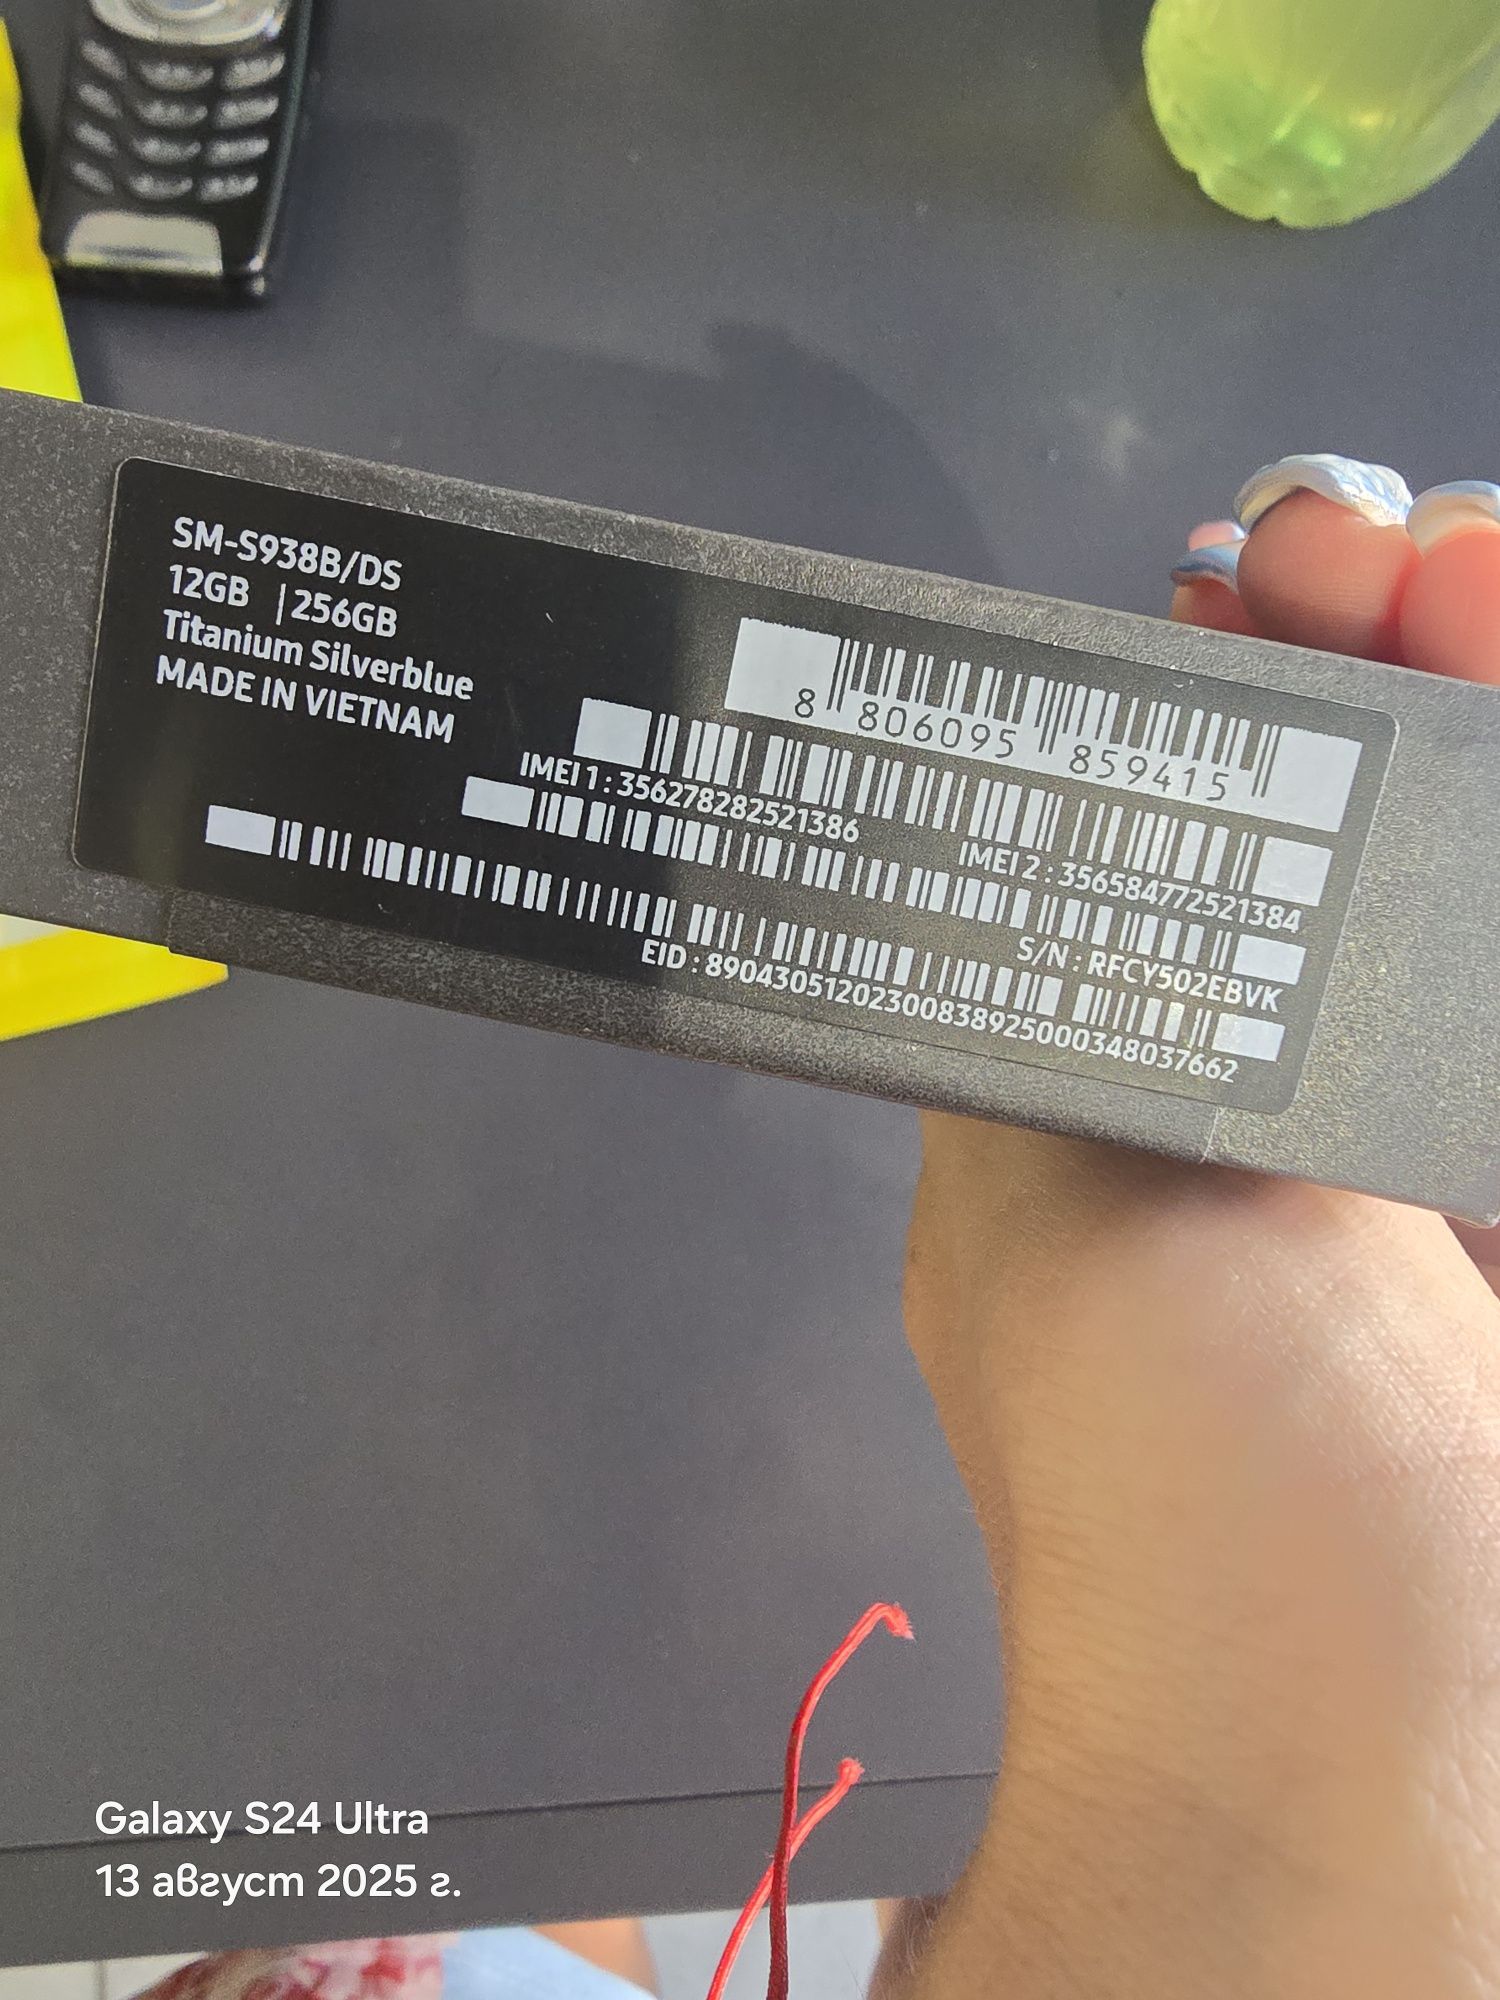 SM-S938B/DS
12GB | 256GB
Titanium Silverblue
MADE IN VIETNAM
8 806095 859415
IMEI 1 : 356278282521386
IMEI 2 : 356584772521384
S/N : RFCY502EBVK
EID : 89043051202300838925000348037662
Galaxy S24 Ultra
13 август 2025 г.